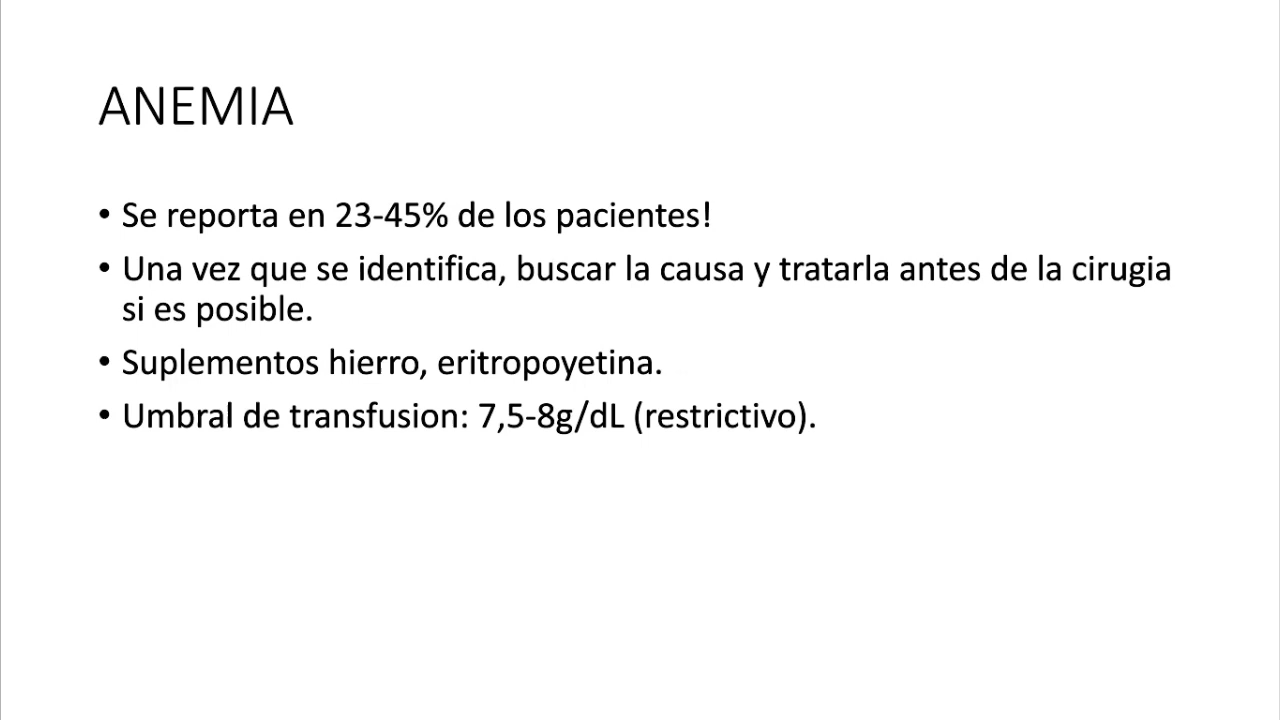 ANEMIA
• Se reporta en 23-45% de los pacientes!
• Una vez que se identifica, buscar la causa y tratarla antes de la cirugia
si es posible.
• Suplementos hierro, eritropoyetina.
• Umbral de transfusion: 7,5-8g/dL (restrictivo).